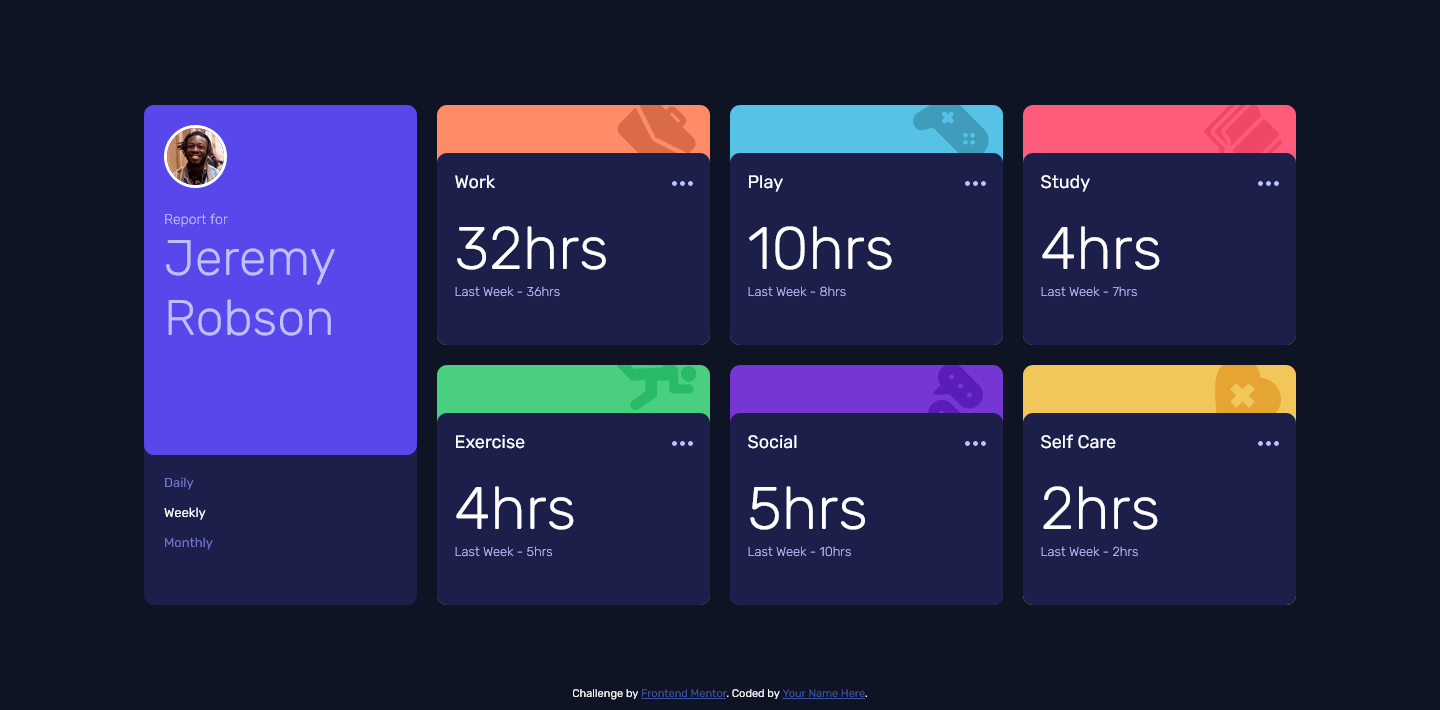 Report for
Jeremy
Robson
Daily
Weekly
Monthly
Work
32hrs
Last Week - 36hrs
Play
10hrs
Last Week - 8hrs
Study
4hrs
Last Week - 7hrs
Exercise
4hrs
Last Week - 5hrs
Social
5hrs
Last Week - 10hrs
Self Care
2hrs
Last Week - 2hrs
Challenge by Frontend Mentor. Coded by Your Name Here.